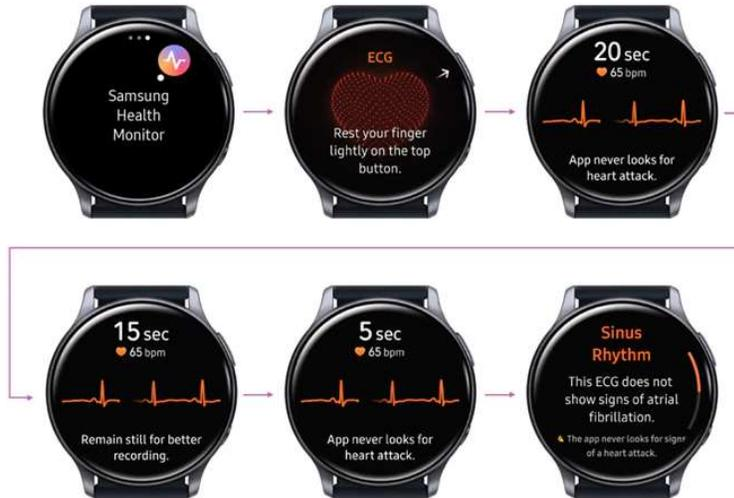 Samsung
Health
Monitor
ECG
Rest your finger
lightly on the top
button.
20 sec
65 bpm
App never looks for
heart attack.
15 sec
65 bpm
Remain still for better
recording.
5 sec
65 bpm
App never looks for
heart attack.
Sinus
Rhythm
This ECG does not
show signs of atrial
fibrillation.
The app never looks for signs
of a heart attack.